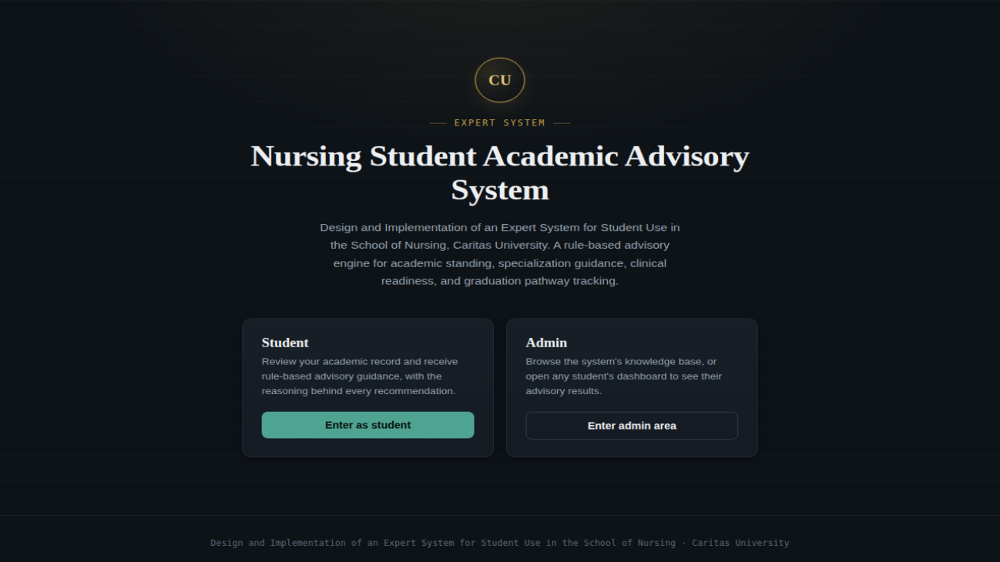 CU
EXPERT SYSTEM
Nursing Student Academic Advisory
System
Design and Implementation of an Expert System for Student Use in
the School of Nursing, Caritas University. A rule-based advisory
engine for academic standing, specialization guidance, clinical
readiness, and graduation pathway tracking.
Student
Review your academic record and receive
rule-based advisory guidance, with the
reasoning behind every recommendation.
Enter as student
Admin
Browse the system's knowledge base, or
open any student's dashboard to see their
advisory results.
Enter admin area
Design and Implementation of an Expert System for Student Use in the School of Nursing · Caritas University